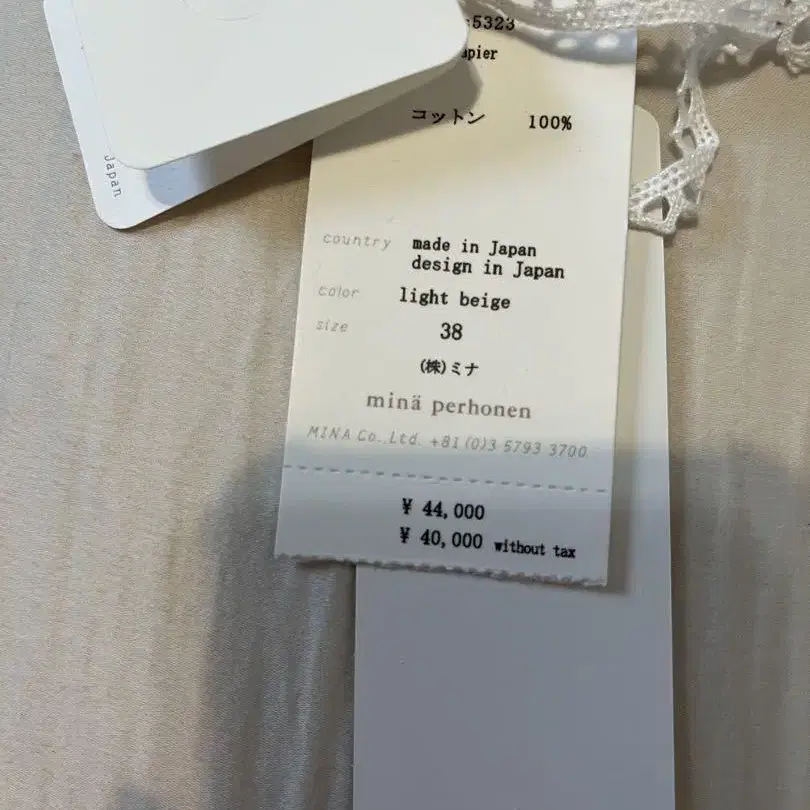 5323
apier
コットン 100%
Japan
country made in Japan
design in Japan
color light beige
size 38
(株)ミナ
minä perhonen
MINA Co.,Ltd. +81(0)3 5793 3700
¥ 44,000
¥ 40,000 without tax